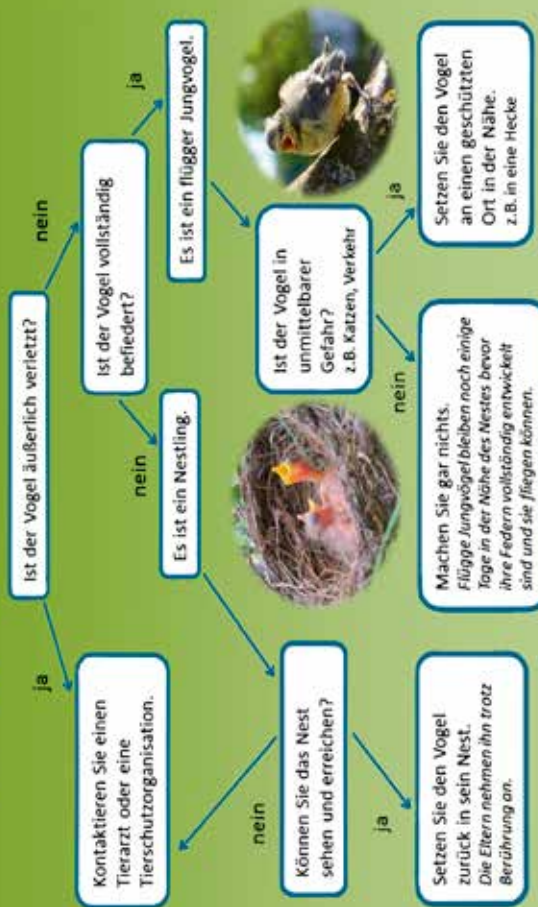 Ist der Vogel äußerlich verletzt?
ja
nein
Kontaktieren Sie einen
Tierarzt oder eine
Tierschutzorganisation.
Ist der Vogel vollständig
befiedert?
nein
ja
Es ist ein Nestling.
Es ist ein flügger Jungvogel.
Können Sie das Nest
sehen und erreichen?
nein
ja
Ist der Vogel in
unmittelbarer
Gefahr?
z.B. Katzen, Verkehr
nein
ja
Setzen Sie den Vogel
zurück in sein Nest.
Die Eltern nehmen ihn trotz
Berührung an.
Machen Sie gar nichts.
Flügge Jungvögel bleiben noch einige
Tage in der Nähe des Nestes bevor
ihre Federn vollständig entwickelt
sind und sie fliegen können.
Setzen Sie den Vogel
an einen geschützten
Ort in der Nähe.
z.B. in eine Hecke